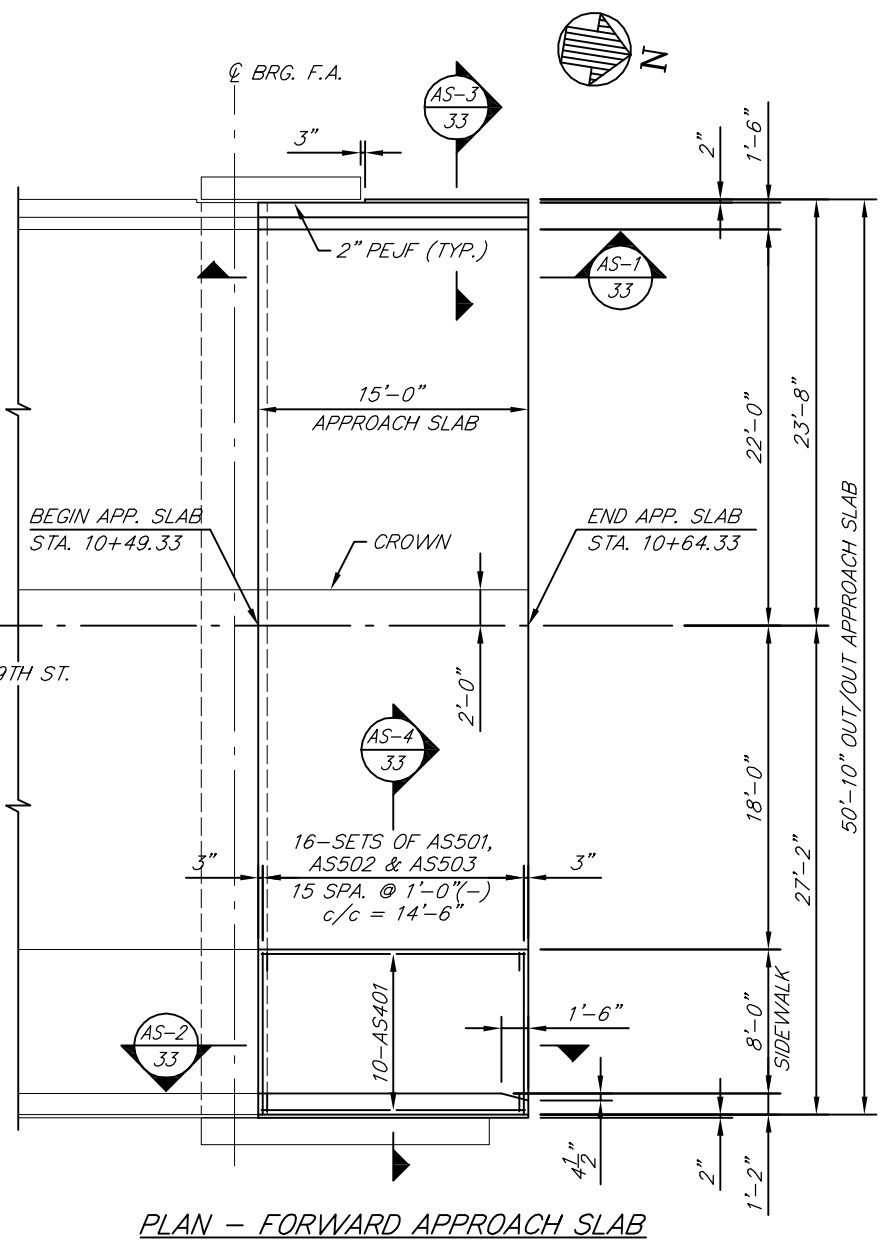 ℄ BRG. F.A.
AS-3
33
N
3"
2"
1'-6"
2" PEJF (TYP.)
AS-1
33
15'-0"
APPROACH SLAB
22'-0"
23'-8"
BEGIN APP. SLAB
STA. 10+49.33
CROWN
END APP. SLAB
STA. 10+64.33
50'-10" OUT/OUT APPROACH SLAB
9TH ST.
2'-0"
AS-4
33
18'-0"
27'-2"
16-SETS OF AS501,
AS502 & AS503
15 SPA. @ 1'-0"(-)
c/c = 14'-6"
3"
3"
10-AS401
1'-6"
8'-0"
SIDEWALK
AS-2
33
4½"
2"
1'-2"
PLAN - FORWARD APPROACH SLAB